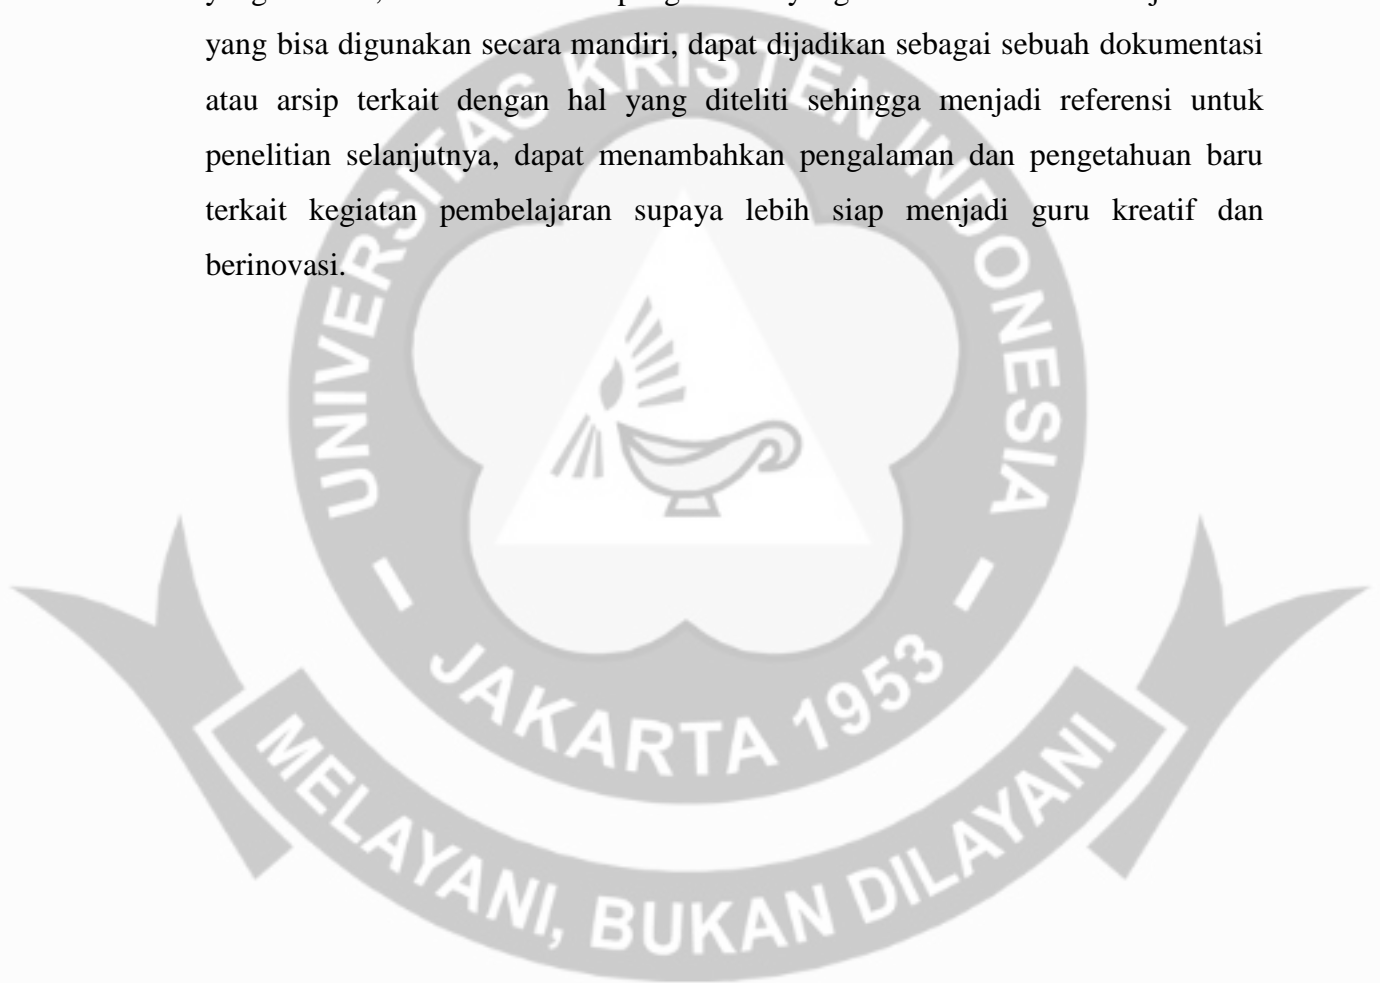 yang bisa digunakan secara mandiri, dapat dijadikan sebagai sebuah dokumentasi
atau arsip terkait dengan hal yang diteliti sehingga menjadi referensi untuk
penelitian selanjutnya, dapat menambahkan pengalaman dan pengetahuan baru
terkait kegiatan pembelajaran supaya lebih siap menjadi guru kreatif dan
berinovasi.
UNIVERSITAS KRISTEN INDONESIA
JAKARTA 1953
MELAYANI, BUKAN DILAYANI